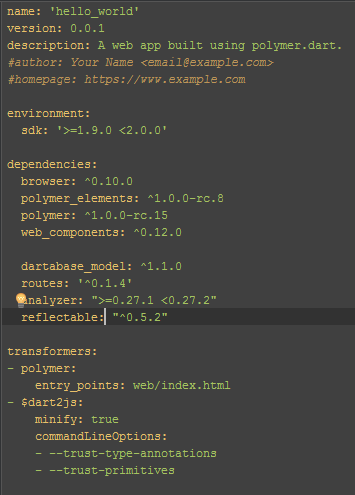 name: 'hello_world'
version: 0.0.1
description: A web app built using polymer.dart.
#author: Your Name <email@example.com>
#homepage: https://www.example.com
environment:
sdk: '>=1.9.0 <2.0.0'
dependencies:
browser: ^0.10.0
polymer_elements: ^1.0.0-rc.8
polymer: ^1.0.0-rc.15
web_components: ^0.12.0
dartabase_model: ^1.1.0
routes: '^0.1.4'
analyzer: ">=0.27.1 <0.27.2"
reflectable: "^0.5.2"
transformers:
- polymer:
entry_points: web/index.html
- $dart2js:
minify: true
commandLineOptions:
- --trust-type-annotations
- --trust-primitives